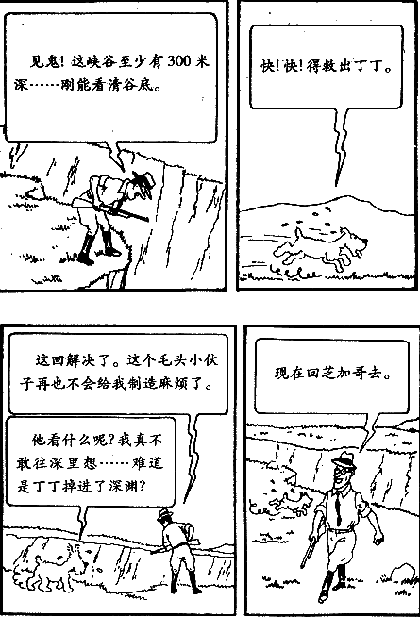 见鬼！这峡谷至少有300米
深……刚能看清谷底。
快！快！得救出丁丁。
这回解决了。这个毛头小伙
子再也不会给我制造麻烦了。
他看什么呢？我真不
敢往深里想……难道
是丁丁掉进了深渊？
现在回芝加哥去。